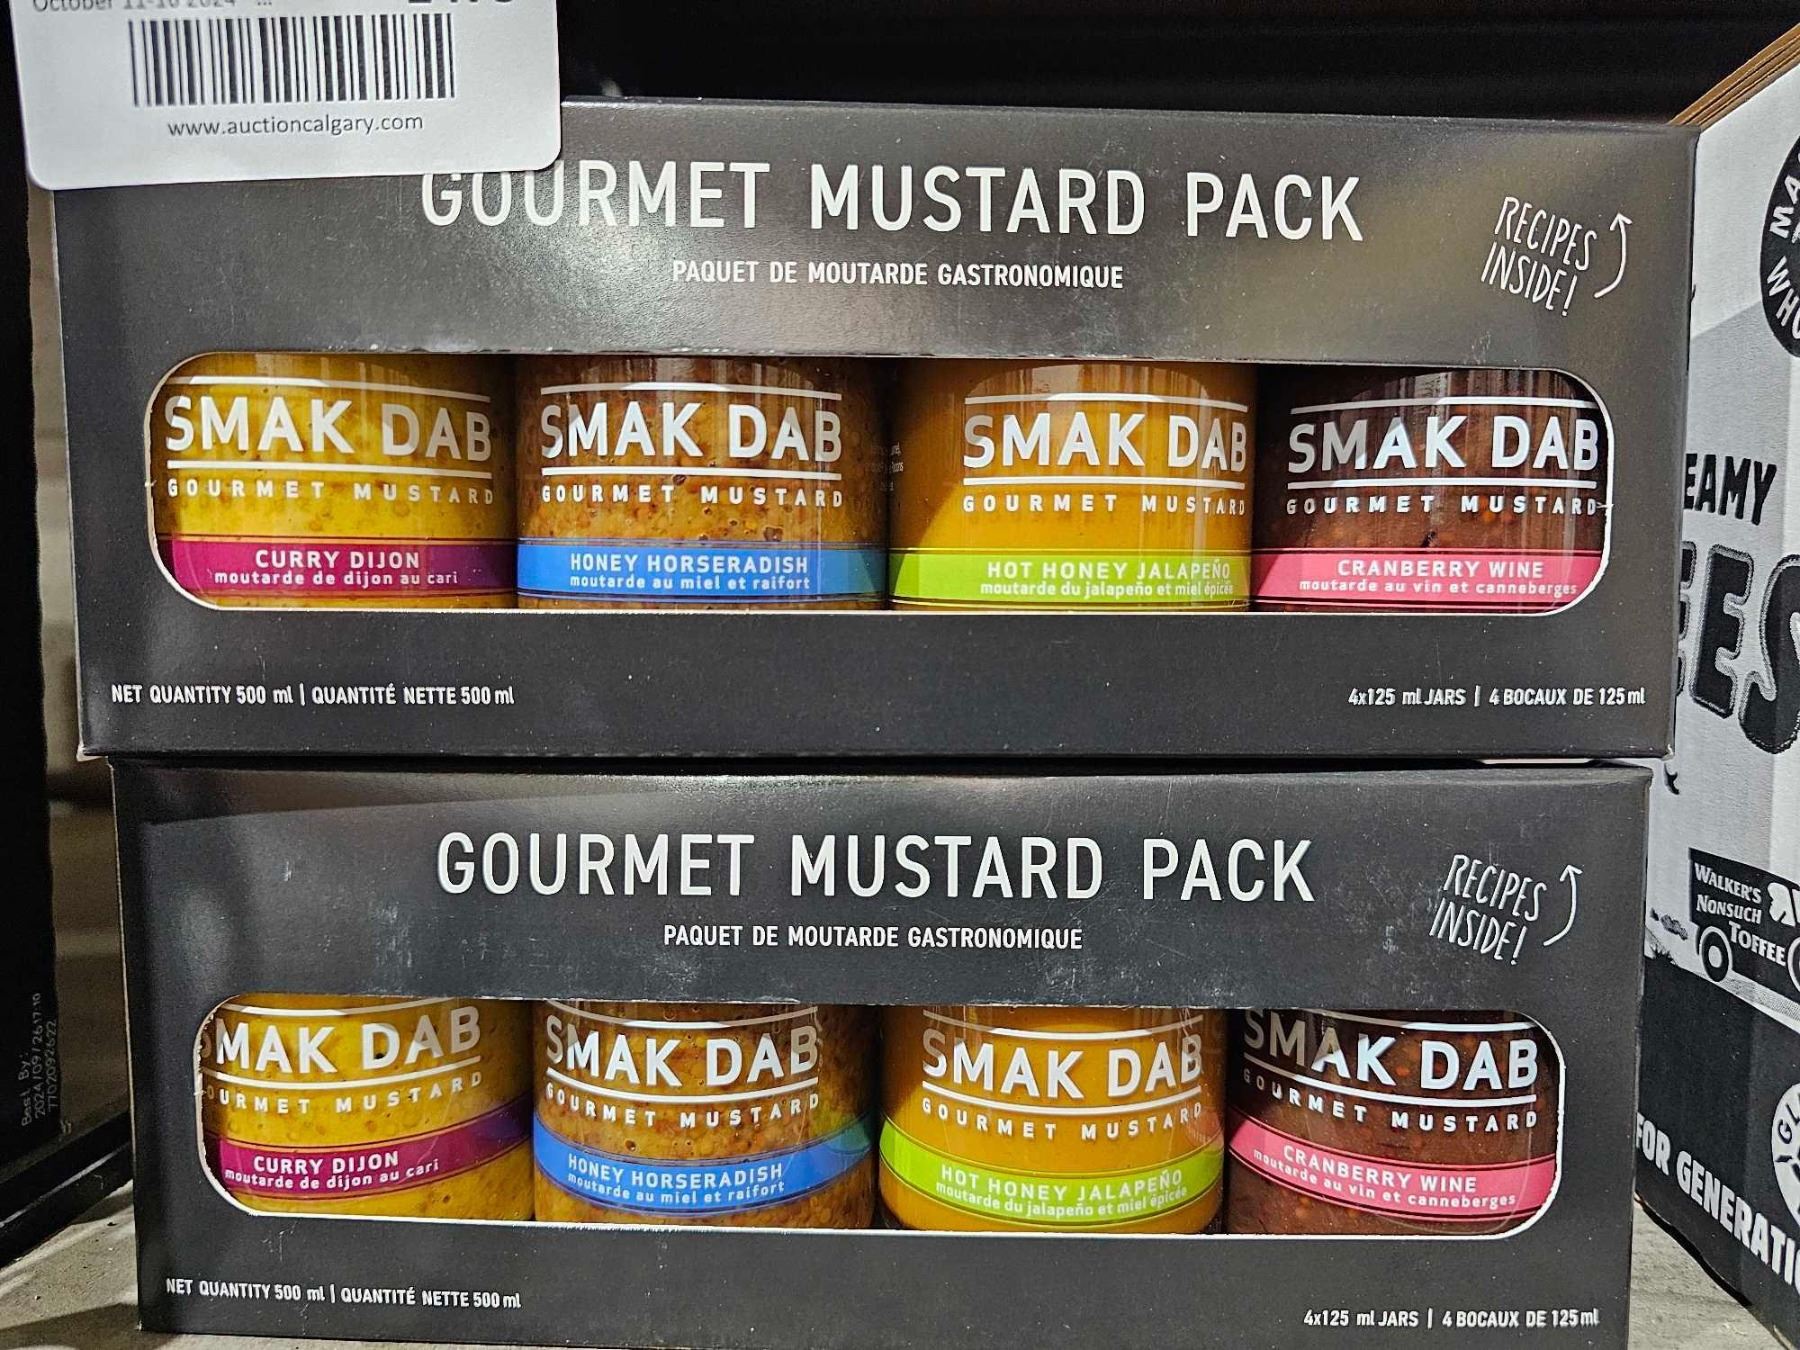 www.auctioncalgary.com
GOURMET MUSTARD PACK
PAQUET DE MOUTARDE GASTRONOMIQUE
RECIPES
INSIDE!
SMAK DAB
GOURMET MUSTARD
CURRY DIJON
moutarde de dijon au cari
SMAK DAB
GOURMET MUSTARD
HONEY HORSERADISH
moutarde au miel et raifort
SMAK DAB
GOURMET MUSTARD
HOT HONEY JALAPEÑO
moutarde du jalapeño et miel épicée
SMAK DAB
GOURMET MUSTARD
CRANBERRY WINE
moutarde au vin et canneberges
NET QUANTITY 500 ml | QUANTITÉ NETTE 500 ml
4x125 ml JARS | 4 BOCAUX DE 125 ml
GOURMET MUSTARD PACK
PAQUET DE MOUTARDE GASTRONOMIQUE
RECIPES
INSIDE!
MAK DAB
OURMET MUSTARD
CURRY DIJON
moutarde de dijon au cari
SMAK DAB
GOURMET MUSTARD
HONEY HORSERADISH
moutarde au miel et raifort
SMAK DAB
GOURMET MUSTARD
HOT HONEY JALAPEÑO
moutarde du jalapeño et miel épicée
SMAK DAB
GOURMET MUSTARD
CRANBERRY WINE
moutarde au vin et canneberges
NET QUANTITY 500 ml | QUANTITÉ NETTE 500 ml
4x125 ml JARS | 4 BOCAUX DE 125 ml
Best By:
EAMY
WALKER'S
NONSUCH
TOFFEE
FOR GENERATI